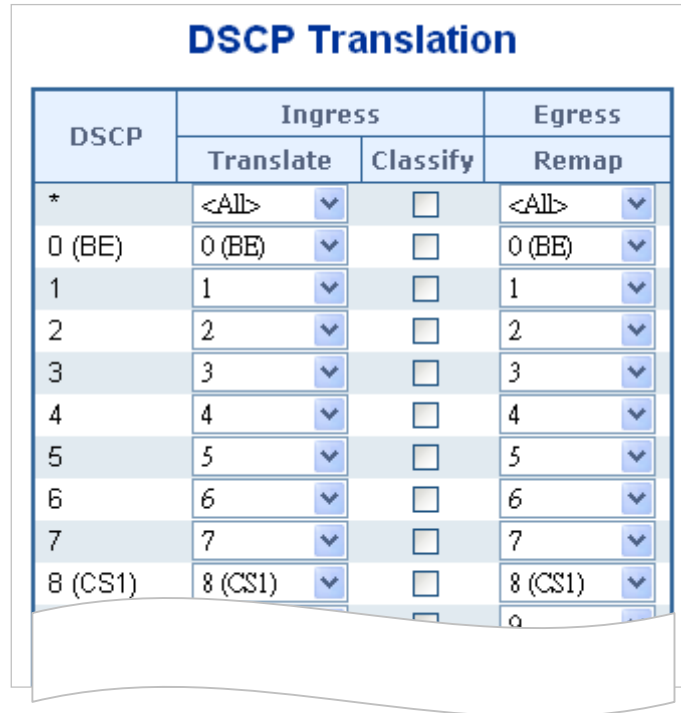 DSCP Translation
DSCP Ingress Egress
Translate Classify Remap
* <All> <All>
0 (BE) 0 (BE) 0 (BE)
1 1 1
2 2 2
3 3 3
4 4 4
5 5 5
6 6 6
7 7 7
8 (CS1) 8 (CS1) 8 (CS1)